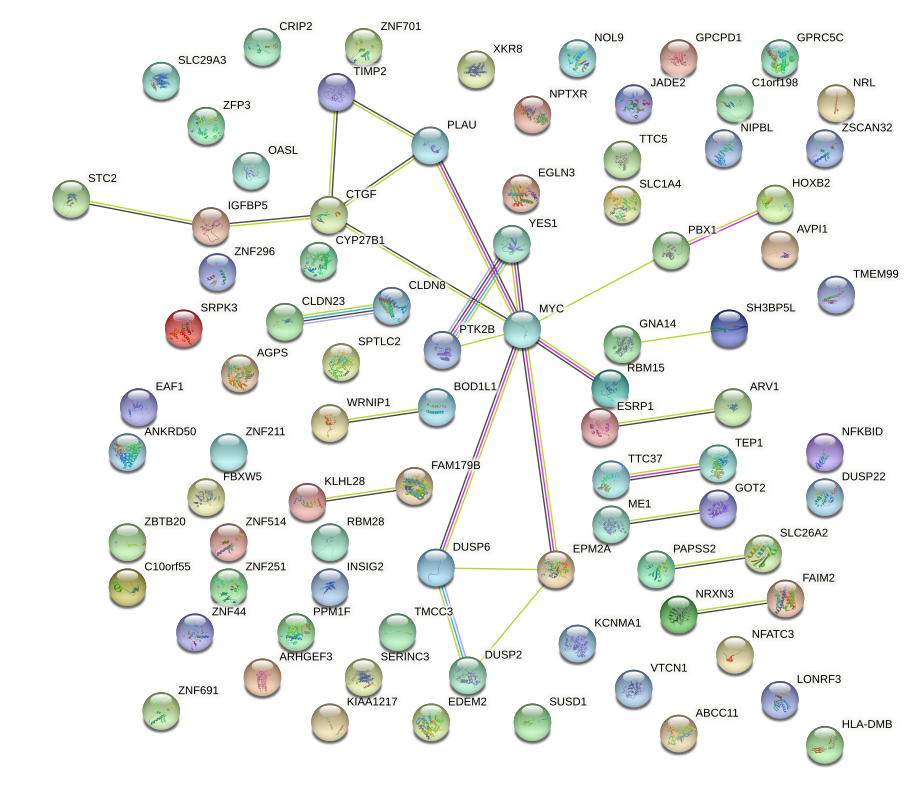 CRIP2
ZNF701
SLC29A3
TIMP2
XKR8
NOL9
GPCPD1
GPRC5C
ZFP3
NPTXR
JADE2
C1orf198
NRL
PLAU
OASL
TTC5
NIPBL
ZSCAN32
STC2
IGFBP5
CTGF
EGLN3
SLC1A4
HOXB2
CYP27B1
YES1
PBX1
AVPI1
ZNF296
CLDN8
TMEM99
SRPK3
CLDN23
PTK2B
MYC
GNA14
SH3BP5L
AGPS
SPTLC2
RBM15
EAF1
WRNIP1
BOD1L1
ESRP1
ARV1
ANKRD50
ZNF211
NFKBID
FBXW5
KLHL28
FAM179B
TTC37
TEP1
DUSP22
ME1
GOT2
ZBTB20
ZNF514
RBM28
SLC26A2
C10orf55
ZNF251
INSIG2
DUSP6
EPM2A
PAPSS2
FAIM2
NRXN3
ZNF44
PPM1F
TMCC3
KCNMA1
NFATC3
ARHGEF3
SERINC3
DUSP2
VTCN1
LONRF3
ZNF691
KIAA1217
EDEM2
SUSD1
ABCC11
HLA-DMB